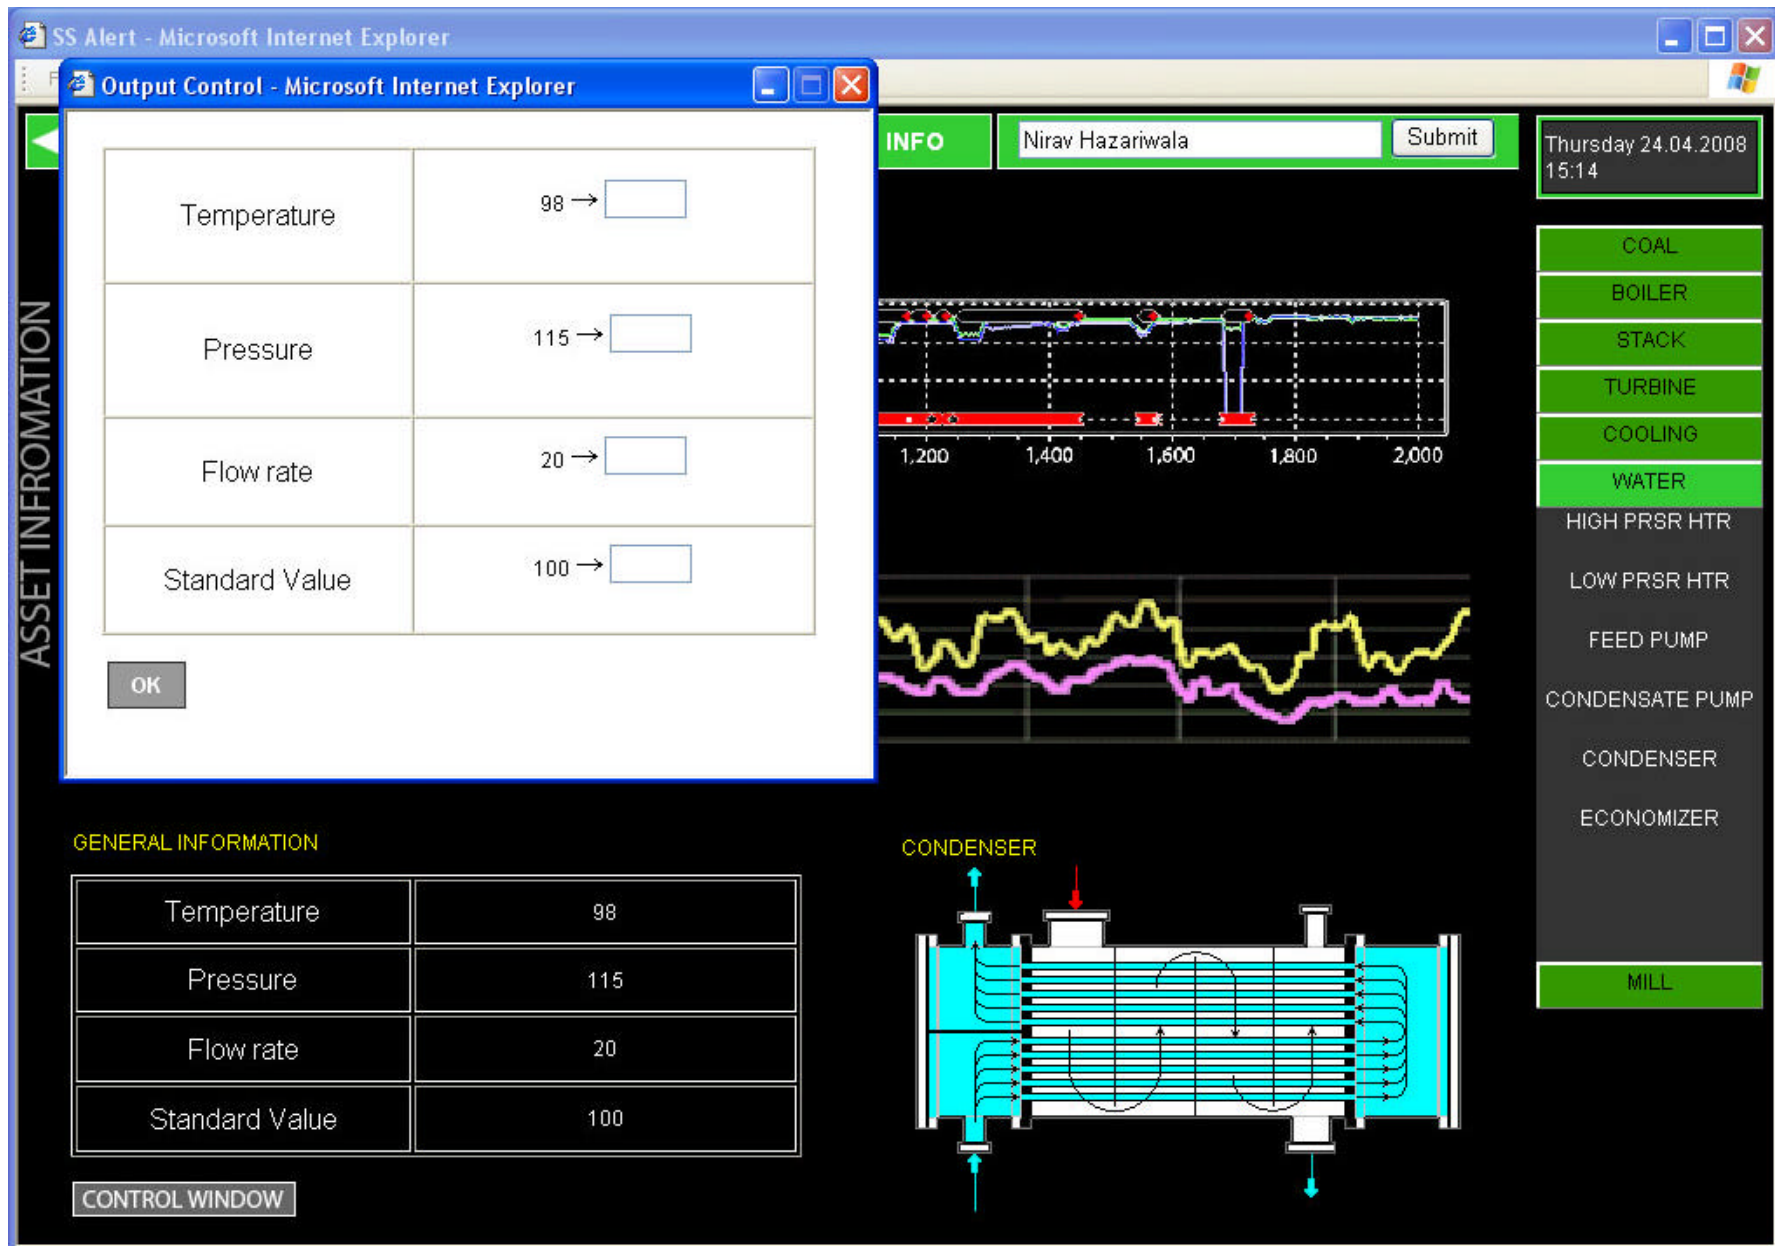 SS Alert - Microsoft Internet Explorer
Output Control - Microsoft Internet Explorer
INFO
Nirav Hazariwala
Submit
Thursday 24.04.2008
15:14
Temperature 98 →
Pressure 115 →
Flow rate 20 →
Standard Value 100 →
OK
ASSET INFROMATION
1,200 1,400 1,600 1,800 2,000
COAL
BOILER
STACK
TURBINE
COOLING
WATER
HIGH PRSR HTR
LOW PRSR HTR
FEED PUMP
CONDENSATE PUMP
CONDENSER
ECONOMIZER
MILL
GENERAL INFORMATION
Temperature 98
Pressure 115
Flow rate 20
Standard Value 100
CONTROL WINDOW
CONDENSER